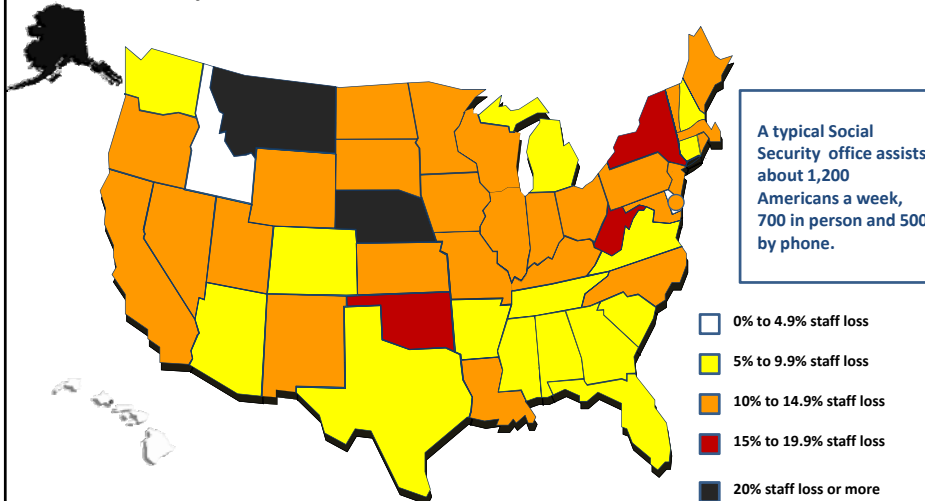 A typical Social
Security office assists
about 1,200
Americans a week,
700 in person and 500
by phone.
0% to 4.9% staff loss
5% to 9.9% staff loss
10% to 14.9% staff loss
15% to 19.9% staff loss
20% staff loss or more